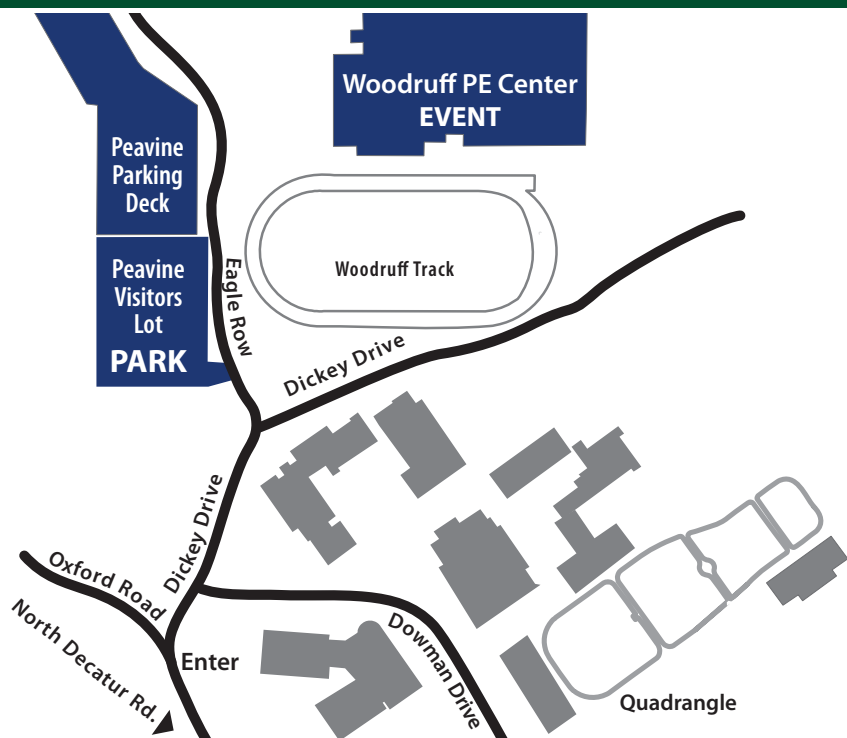 Woodruff PE Center
EVENT
Peavine
Parking
Deck
Peavine
Visitors
Lot
PARK
Eagle Row
Woodruff Track
Dickey Drive
Dickey Drive
Oxford Road
North Decatur Rd.
Enter
Dowman Drive
Quadrangle